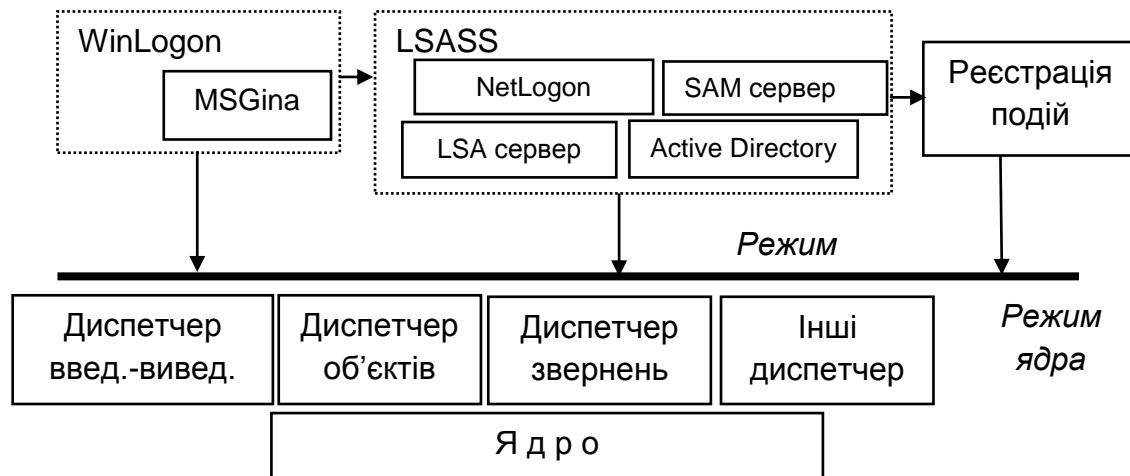 WinLogon
MSGina
LSASS
NetLogon
SAM сервер
LSA сервер
Active Directory
Реєстрація
подій
Режим
Режим
ядра
Диспетчер
введ.-вивед.
Диспетчер
об’єктів
Диспетчер
звернень
Інші
диспетчер
Я д р о